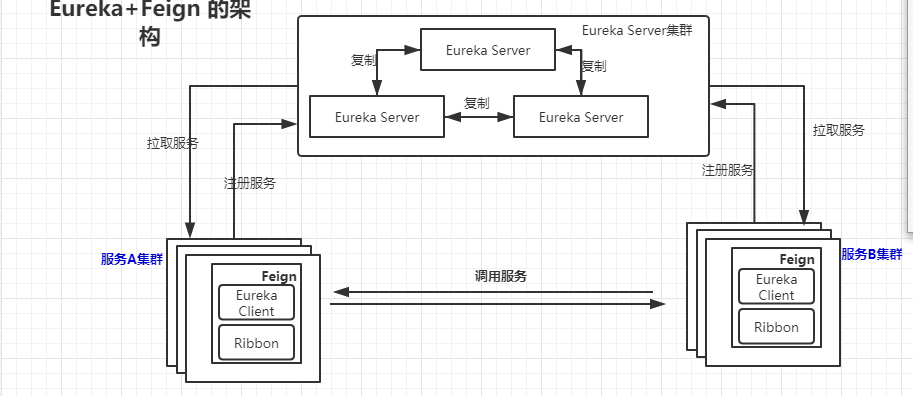 Eureka+Feign 的架
构
Eureka Server集群
Eureka Server
复制
复制
Eureka Server
复制
Eureka Server
拉取服务
注册服务
拉取服务
注册服务
服务A集群
服务B集群
Feign
Eureka
Client
Ribbon
调用服务
Feign
Eureka
Client
Ribbon